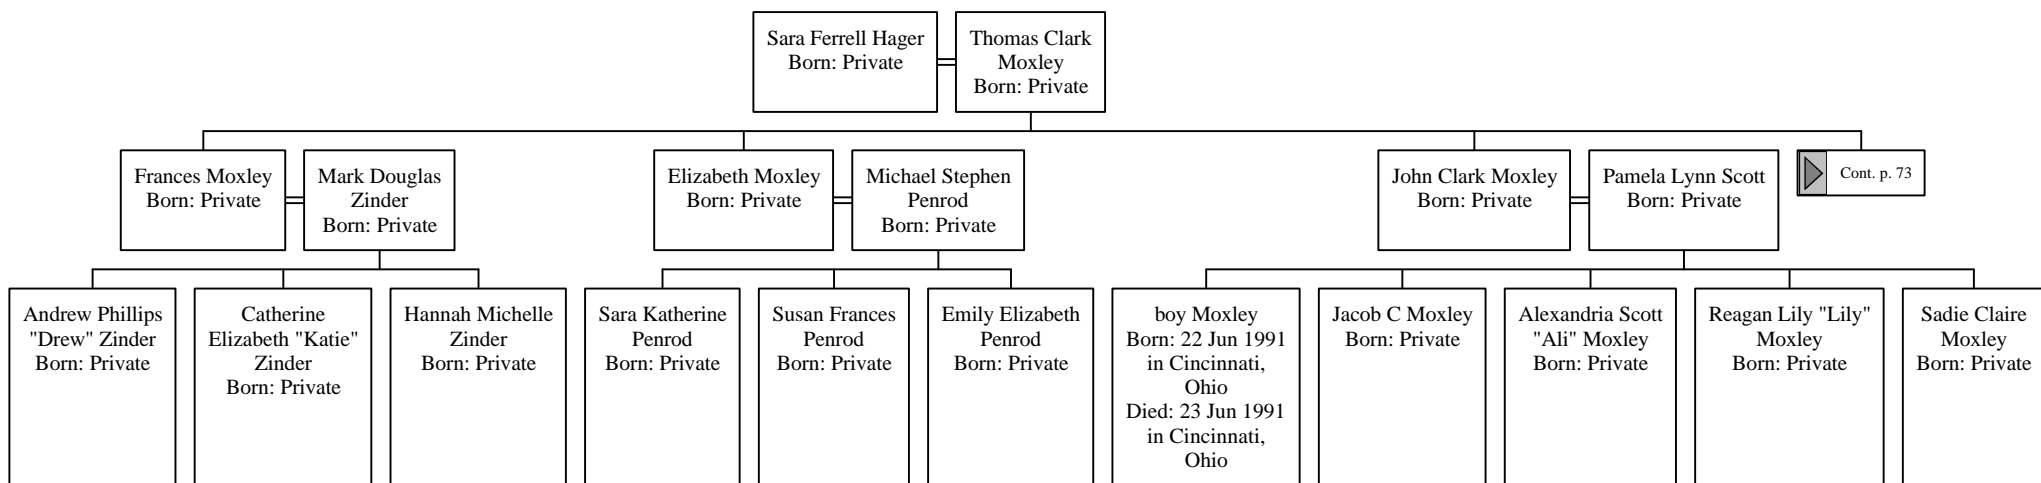 Sara Ferrell Hager
Born: Private
Thomas Clark
Moxley
Born: Private
Frances Moxley
Born: Private
Mark Douglas
Zinder
Born: Private
Elizabeth Moxley
Born: Private
Michael Stephen
Penrod
Born: Private
John Clark Moxley
Born: Private
Pamela Lynn Scott
Born: Private
Cont. p. 73
Andrew Phillips
"Drew" Zinder
Born: Private
Catherine
Elizabeth "Katie"
Zinder
Born: Private
Hannah Michelle
Zinder
Born: Private
Sara Katherine
Penrod
Born: Private
Susan Frances
Penrod
Born: Private
Emily Elizabeth
Penrod
Born: Private
boy Moxley
Born: 22 Jun 1991
in Cincinnati,
Ohio
Died: 23 Jun 1991
in Cincinnati,
Ohio
Jacob C Moxley
Born: Private
Alexandria Scott
"Ali" Moxley
Born: Private
Reagan Lily "Lily"
Moxley
Born: Private
Sadie Claire
Moxley
Born: Private